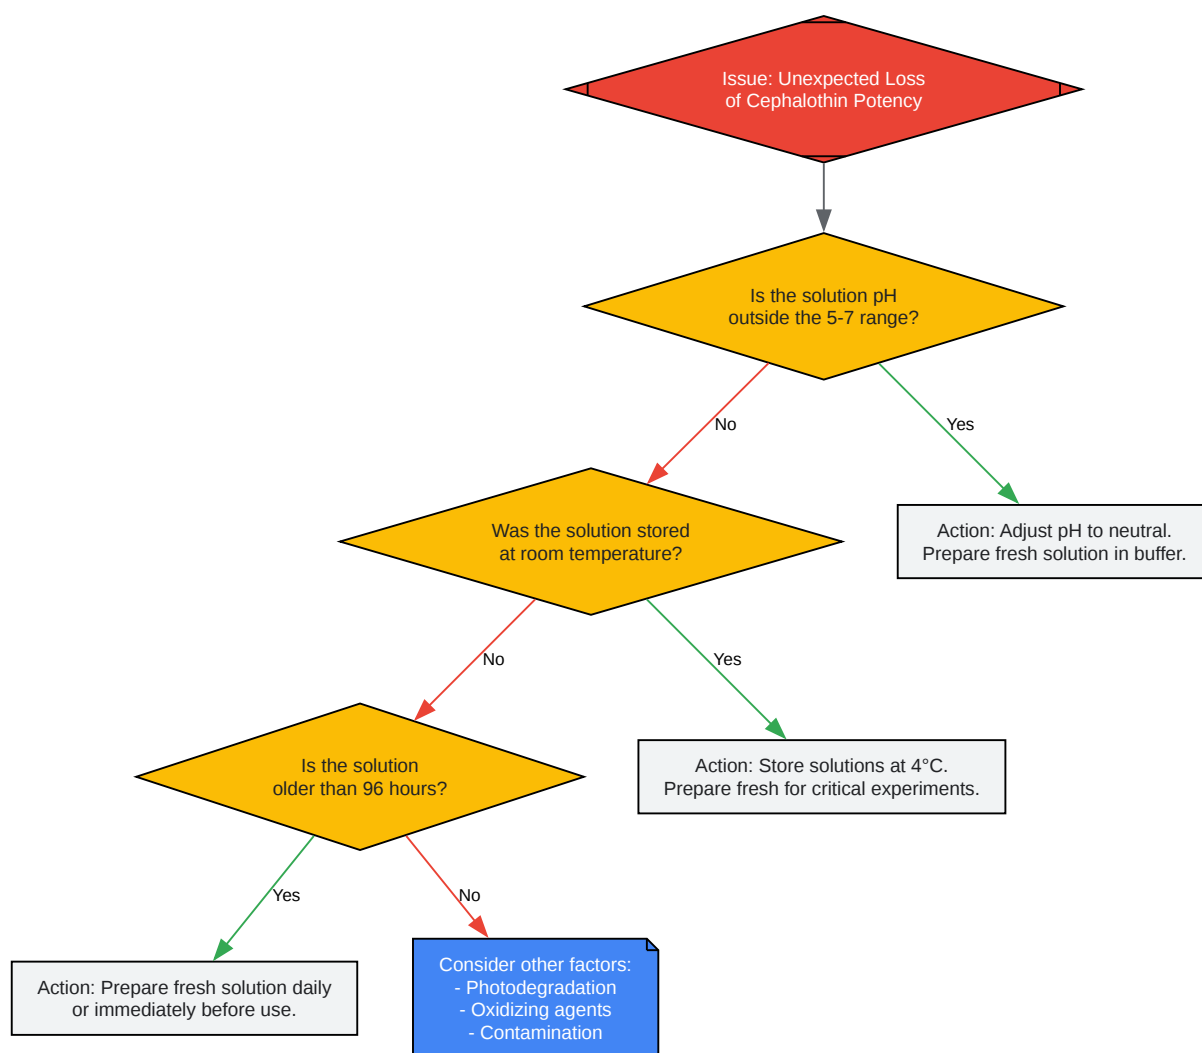 Issue: Unexpected Loss
of Cephalothin Potency
Is the solution pH
outside the 5-7 range?
No
Yes
Was the solution stored
at room temperature?
Action: Adjust pH to neutral.
Prepare fresh solution in buffer.
No
Yes
Is the solution
older than 96 hours?
Action: Store solutions at 4°C.
Prepare fresh for critical experiments.
Yes
No
Action: Prepare fresh solution daily
or immediately before use.
Consider other factors:
- Photodegradation
- Oxidizing agents
- Contamination